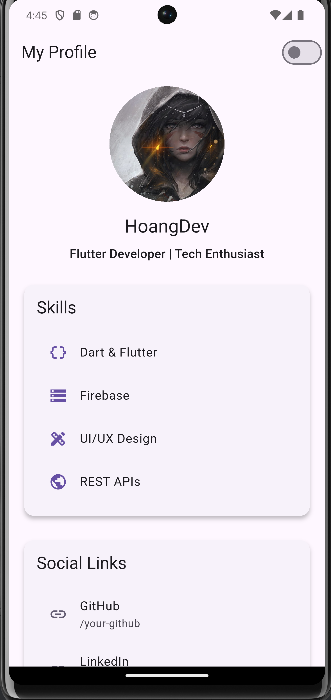 4:45
My Profile
HoangDev
Flutter Developer | Tech Enthusiast
Skills
Dart & Flutter
Firebase
UI/UX Design
REST APIs
Social Links
GitHub
/your-github
LinkedIn